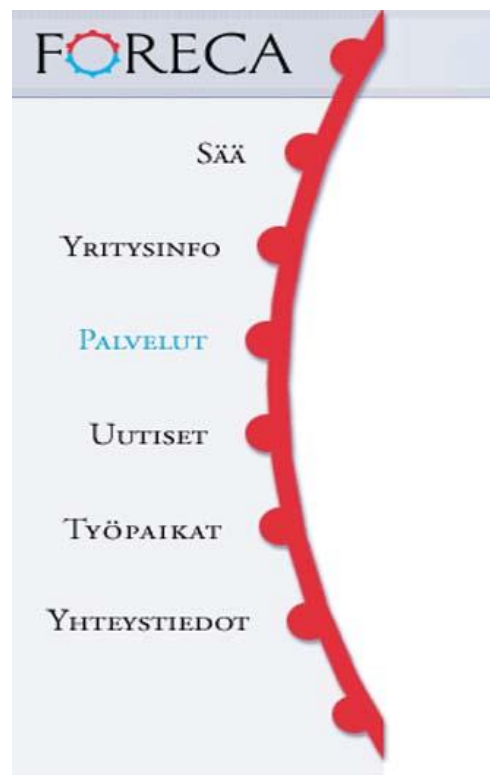 FORECA
Sää
Yritysinfo
Palvelut
Uutiset
Työpaikat
Yhteystiedot